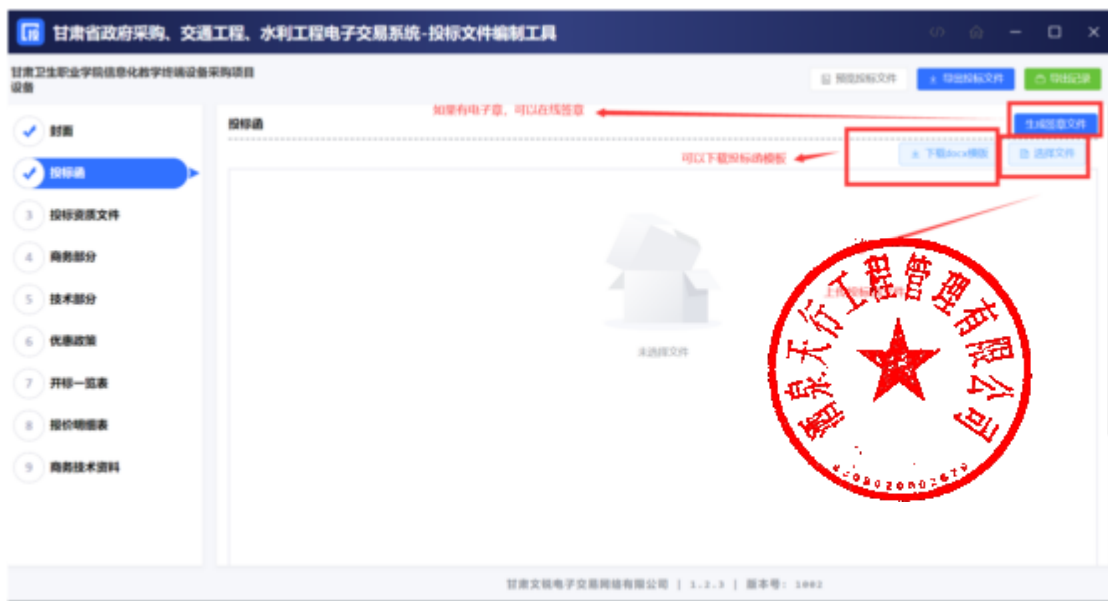 投 甘肃省政府采购、交通工程、水利工程电子交易系统-投标文件编制工具
甘肃卫生职业学院信息化教学终端设备采购项目
设备
预览投标文件 导出投标文件 导出记录
如果有电子章，可以在线签章
投标函
生成签章文件
可以下载投标函模板
下载docx模板 选择文件
封面
投标函
3 投标资质文件
4 商务部分
5 技术部分
6 优惠政策
7 开标一览表
8 报价明细表
9 商务技术资料
未选择文件
天行工程管理有限公司
甘肃文锐电子交易网络有限公司 | 1.2.3 | 版本号: 1002